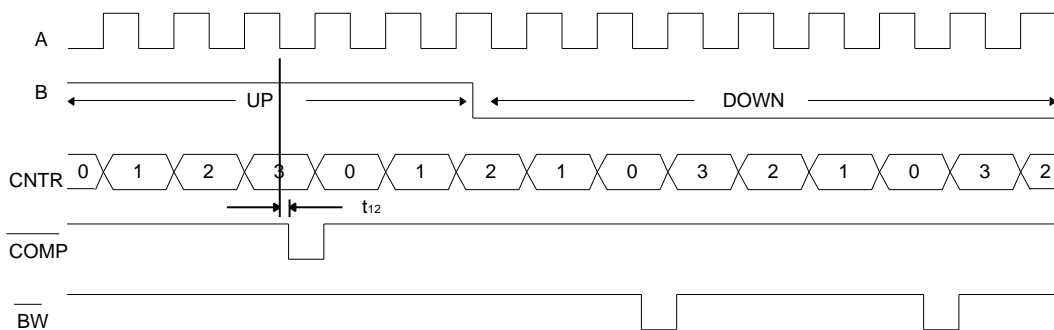 A
B UP DOWN
CNTR 0 1 2 3 0 1 2 1 0 3 2 1 0 3 2
t₁₂
COMP
BW